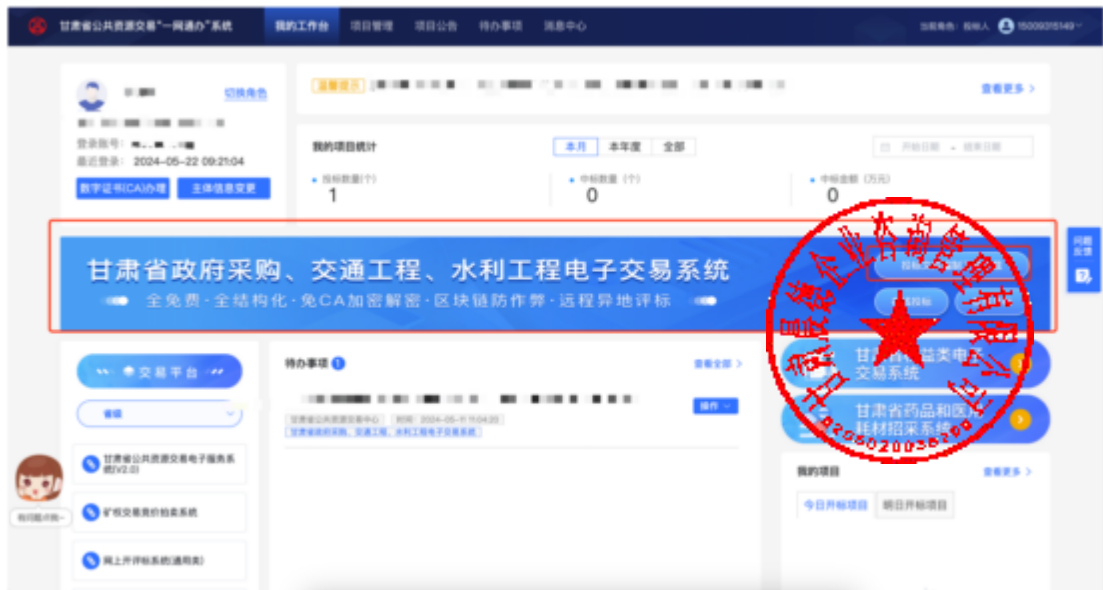 甘肃省公共资源交易“一网通办”系统
我的工作台 项目管理 项目公告 待办事项 消息中心
当前角色：投标人 15009315149
切换角色
温馨提示
查看更多 >
登录账号：
最近登录： 2024-05-22 09:21:04
数字证书(CA)办理 主体信息变更
我的项目统计
本月 本年度 全部
开始日期 - 结束日期
投标数量(个)
1
中标数量（个）
0
中标金额（万元）
0
甘肃省政府采购、交通工程、水利工程电子交易系统
全免费·全结构化·免CA加密解密·区块链防作弊·远程异地评标
问题
反馈
交易平台
省级
甘肃省公共资源交易电子服务系
统(V2.0)
矿权交易竞价拍卖系统
网上开评标系统(通用类)
有问题点我~
待办事项 1
查看全部 >
操作
甘肃省公共资源交易中心 时间：2024-05-11 11:04:20
甘肃省政府采购、交通工程、水利工程电子交易系统
交易系统
甘肃省药品和医用
耗材招采系统
我的项目
查看更多 >
今日开标项目 明日开标项目